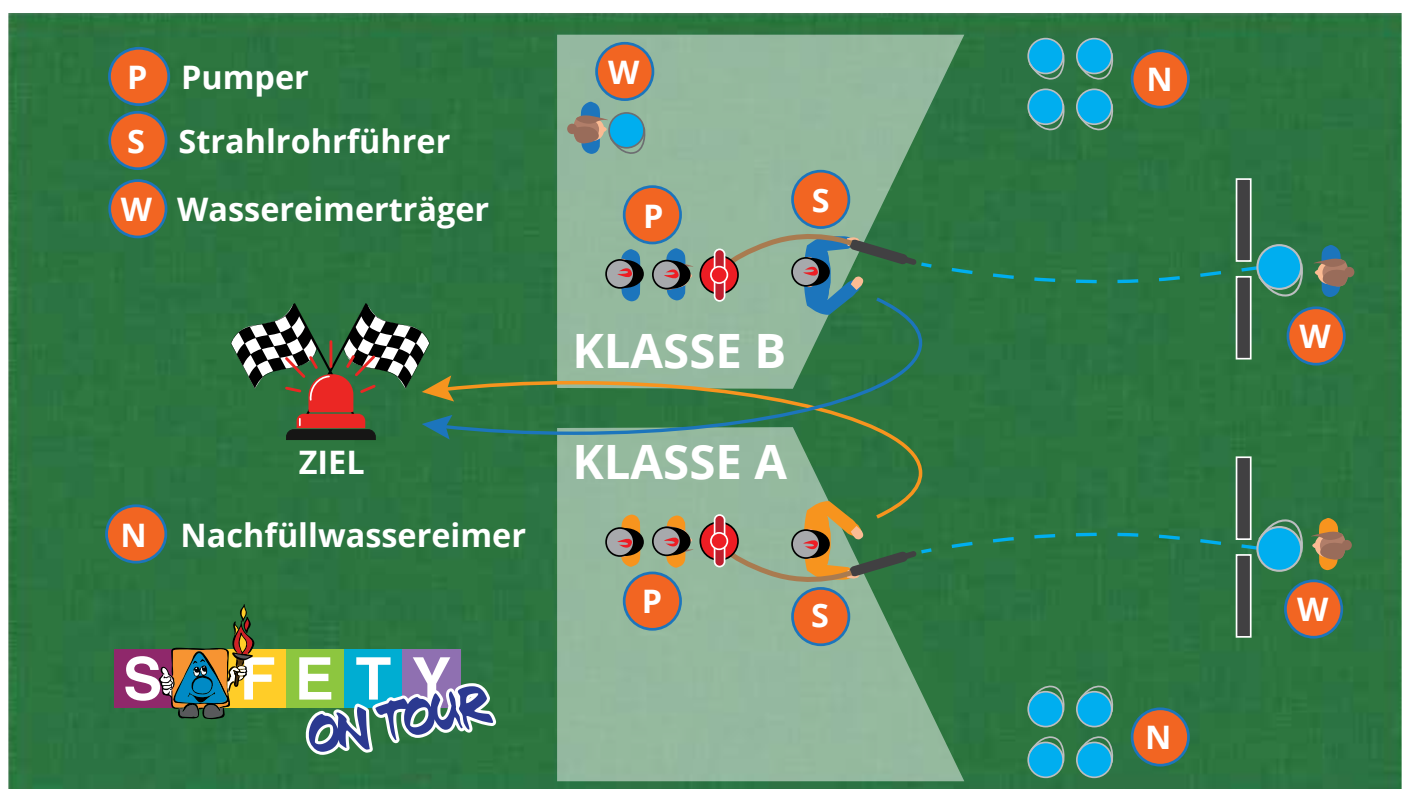 P Pumper
S Strahlrohrführer
W Wassereimerträger
ZIEL
N Nachfüllwassereimer
SAFETY
ON TOUR
W
P
S
KLASSE B
N
W
KLASSE A
P
S
W
N